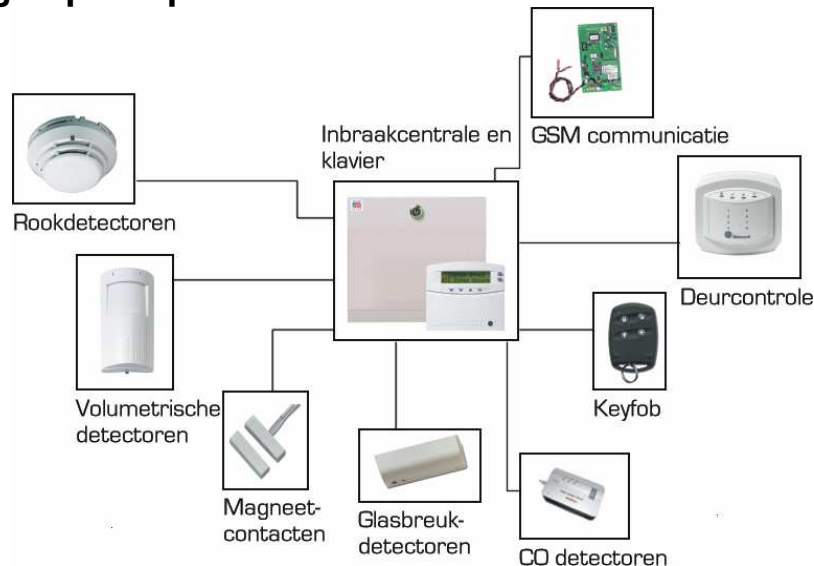 Inbraakcentrale en
klavier
GSM communicatie
Rookdetectoren
Deurcontrole
Volumetrische
detectoren
Keyfob
Magneet-
contacten
Glasbreuk-
detectoren
CO detectoren